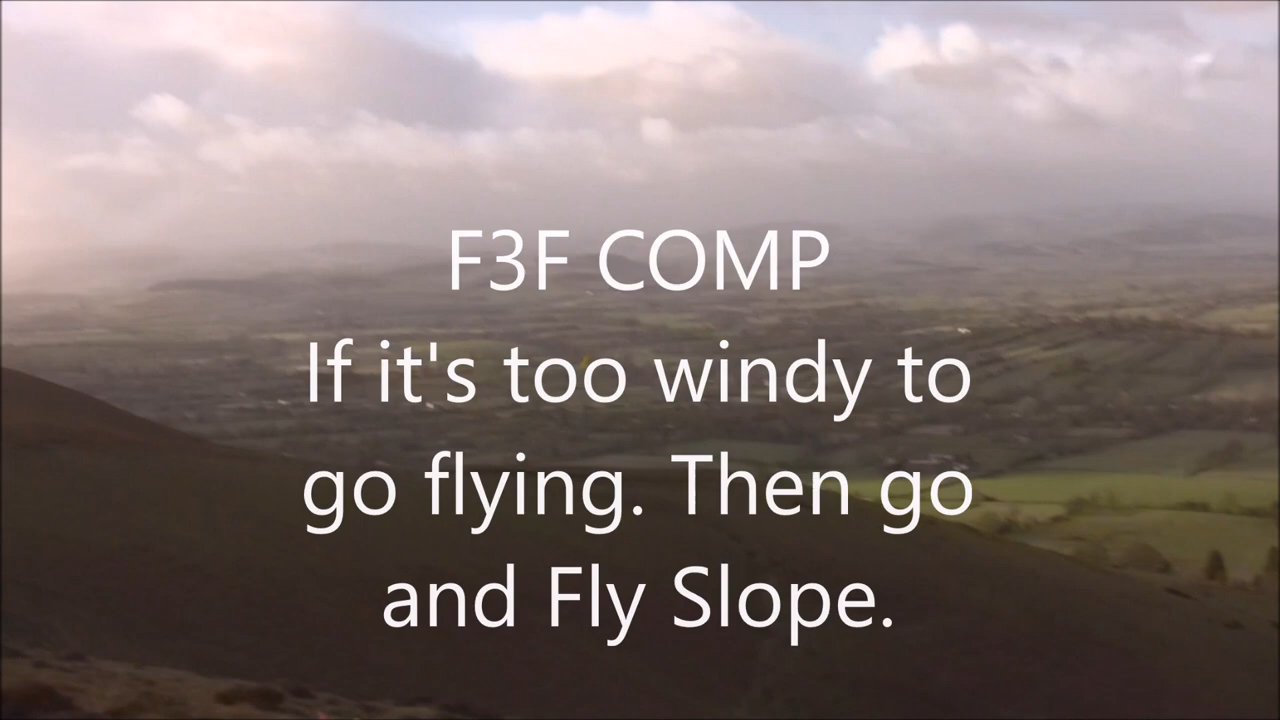 F3F COMP
If it's too windy to
go flying. Then go
and Fly Slope.